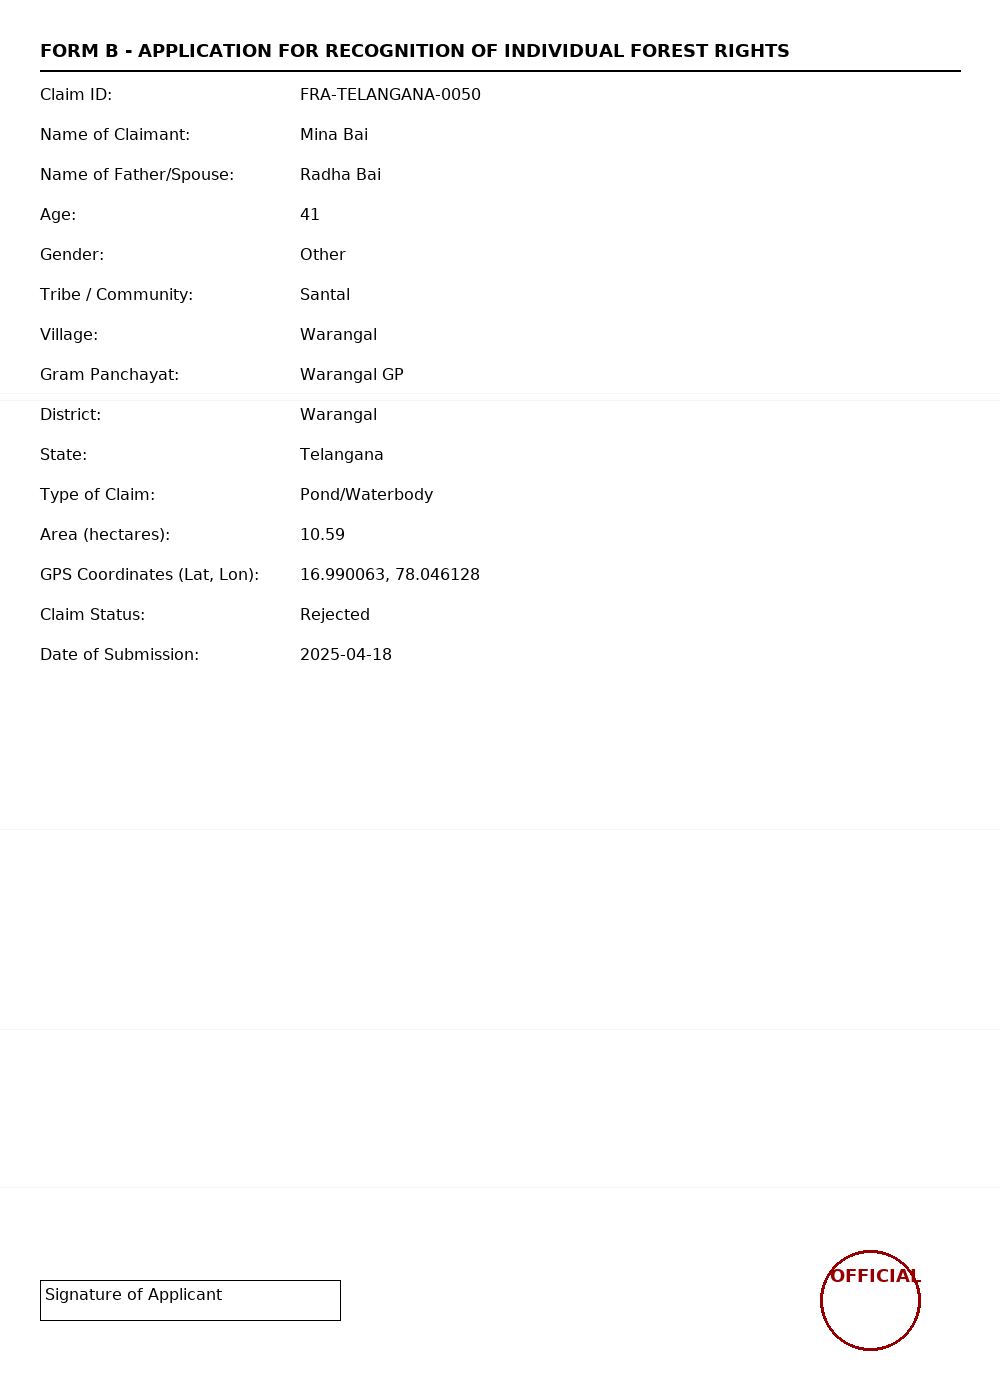 FORM B - APPLICATION FOR RECOGNITION OF INDIVIDUAL FOREST RIGHTS
Claim ID: FRA-TELANGANA-0050
Name of Claimant: Mina Bai
Name of Father/Spouse: Radha Bai
Age: 41
Gender: Other
Tribe / Community: Santal
Village: Warangal
Gram Panchayat: Warangal GP
District: Warangal
State: Telangana
Type of Claim: Pond/Waterbody
Area (hectares): 10.59
GPS Coordinates (Lat, Lon): 16.990063, 78.046128
Claim Status: Rejected
Date of Submission: 2025-04-18
Signature of Applicant
OFFICIAL